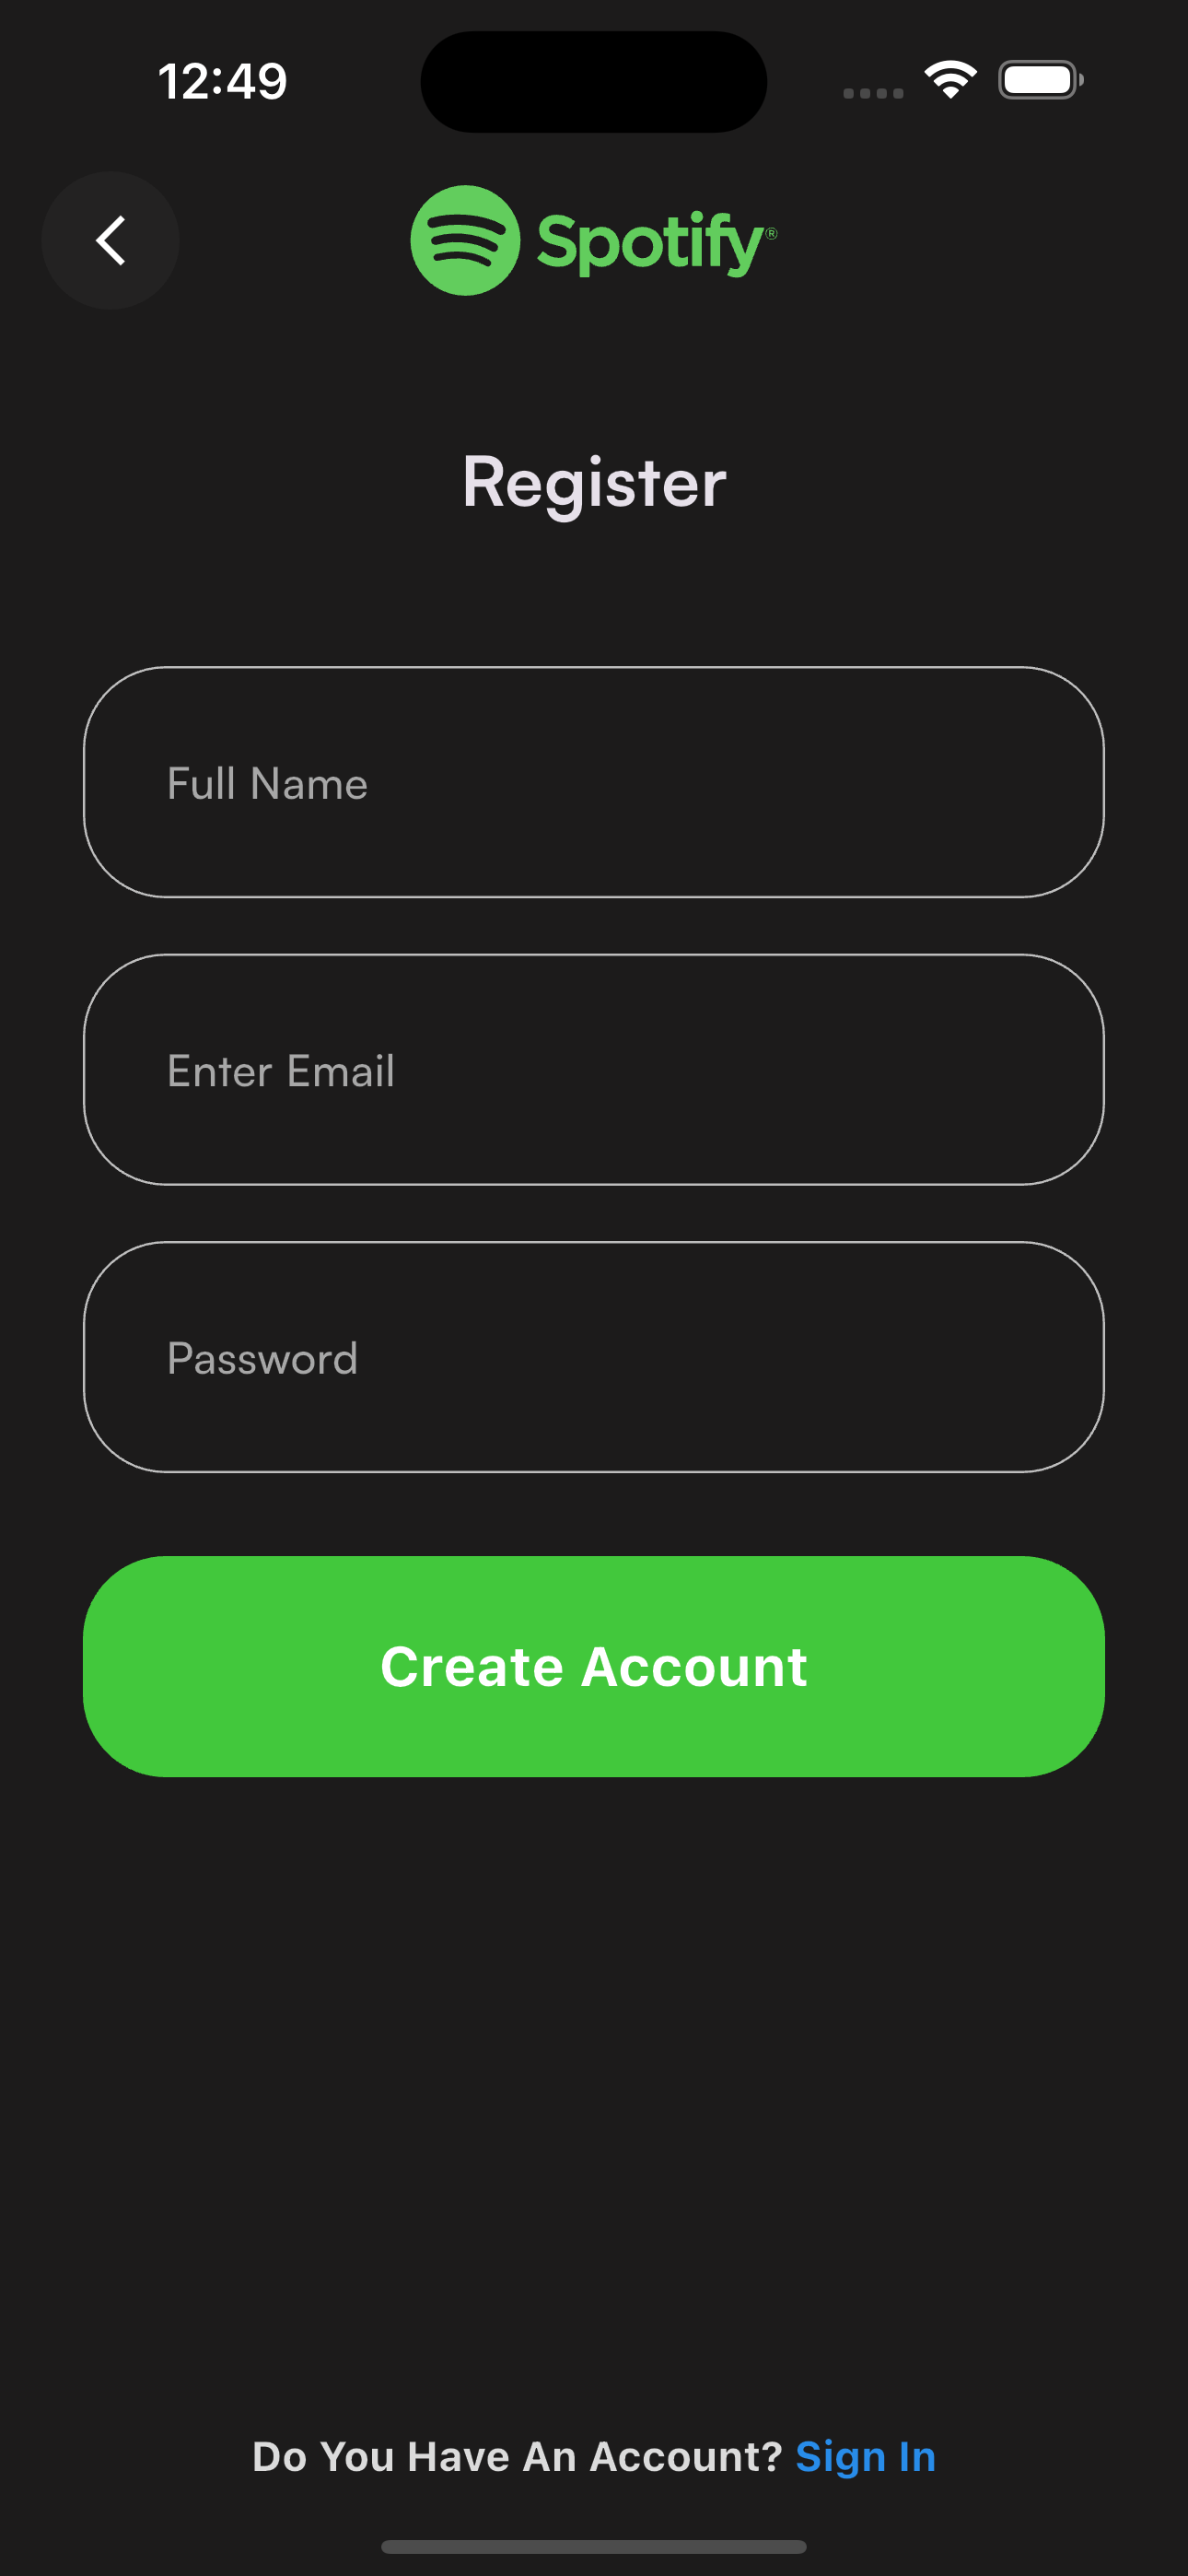 12:49
Spotify®
Register
Full Name
Enter Email
Password
Create Account
Do You Have An Account? Sign In